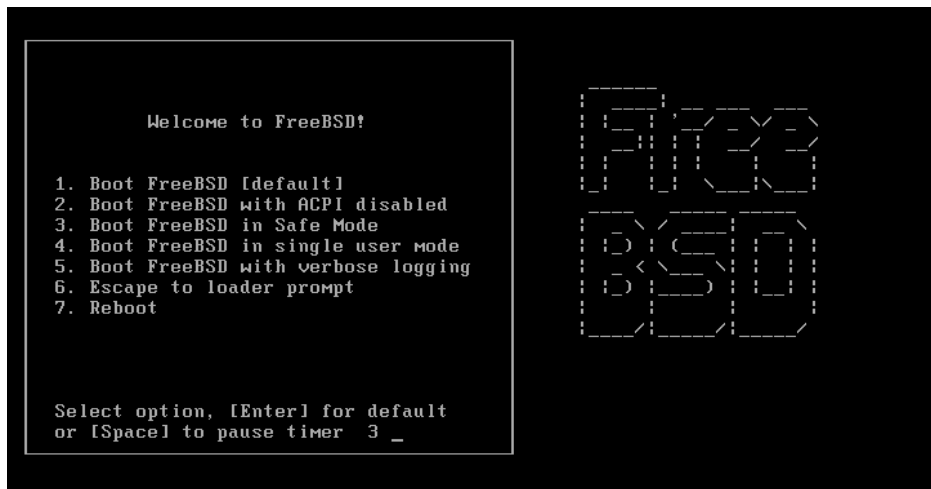 Welcome to FreeBSD!
1. Boot FreeBSD [default]
2. Boot FreeBSD with ACPI disabled
3. Boot FreeBSD in Safe Mode
4. Boot FreeBSD in single user mode
5. Boot FreeBSD with verbose logging
6. Escape to loader prompt
7. Reboot
Select option, [Enter] for default
or [Space] to pause timer  3 _
Free
BSD